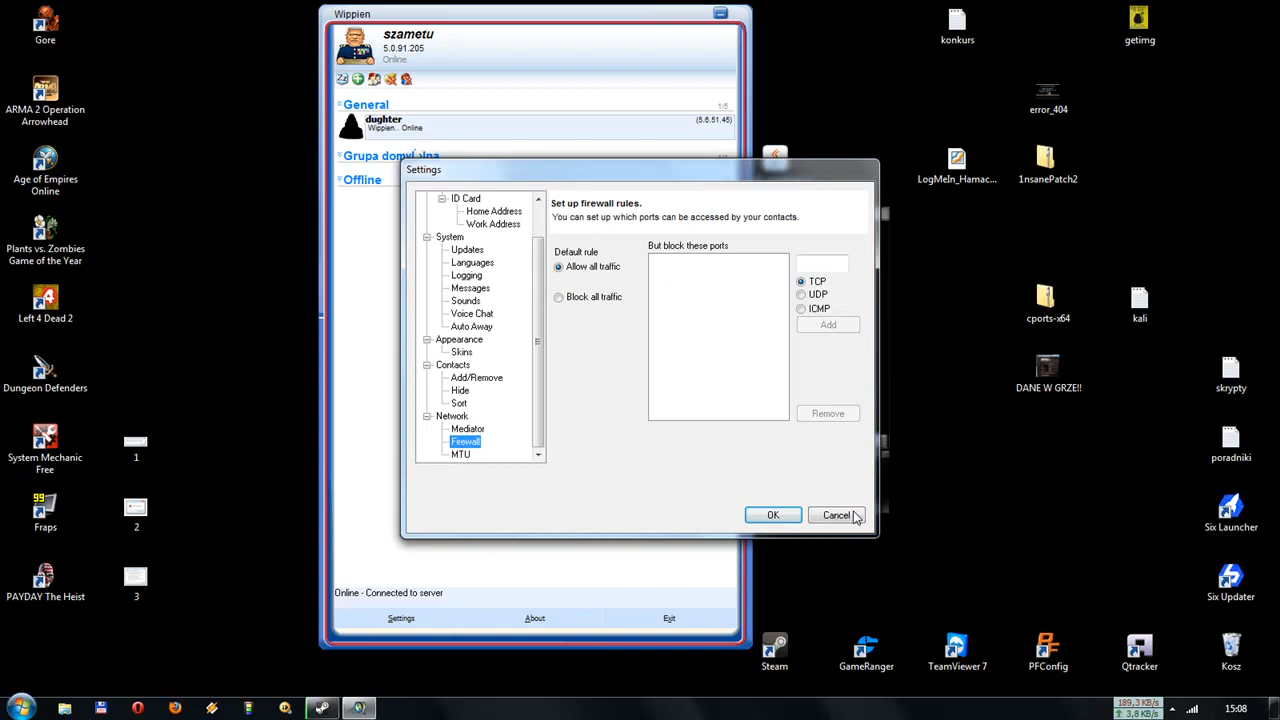 Wippien
szametu
5.0.91.205
Online
General
1/5
dughter
(5.6.51.45)
Wippien.. Online
Offline
Settings
ID Card
Home Address
Work Address
System
Updates
Languages
Logging
Messages
Sounds
Voice Chat
Auto Away
Appearance
Skins
Contacts
Add/Remove
Hide
Sort
Network
Mediator
Firewall
MTU
Set up firewall rules.
You can set up which ports can be accessed by your contacts.
Default rule
Allow all traffic
Block all traffic
But block these ports
TCP
UDP
ICMP
Add
Remove
OK
Cancel
Online - Connected to server
Settings
About
Exit
Gore
ARMA 2 Operation
Arrowhead
Age of Empires
Online
Plants vs. Zombies
Game of the Year
Left 4 Dead 2
Dungeon Defenders
System Mechanic
Free
1
99
Fraps
2
PAYDAY The Heist
3
konkurs
getimg
error_404
LogMeIn_Hamac...
1nsanePatch2
cports-x64
kali
DANE W GRZE!!
skrypty
poradniki
Six Launcher
Six Updater
Steam
GameRanger
TeamViewer 7
PFConfig
Qtracker
Kosz
189,3 KB/s
3,8 KB/s
15:08